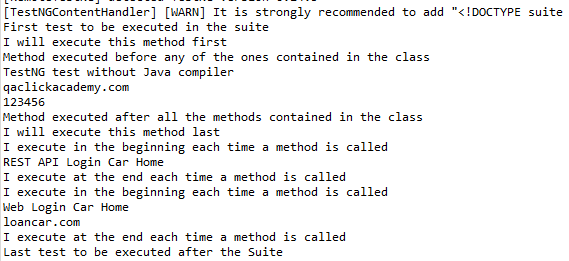 [TestNGContentHandler] [WARN] It is strongly recommended to add "<!DOCTYPE suite
First test to be executed in the suite
I will execute this method first
Method executed before any of the ones contained in the class
TestNG test without Java compiler
qaclickacademy.com
123456
Method executed after all the methods contained in the class
I will execute this method last
I execute in the beginning each time a method is called
REST API Login Car Home
I execute at the end each time a method is called
I execute in the beginning each time a method is called
Web Login Car Home
loancar.com
I execute at the end each time a method is called
Last test to be executed after the Suite